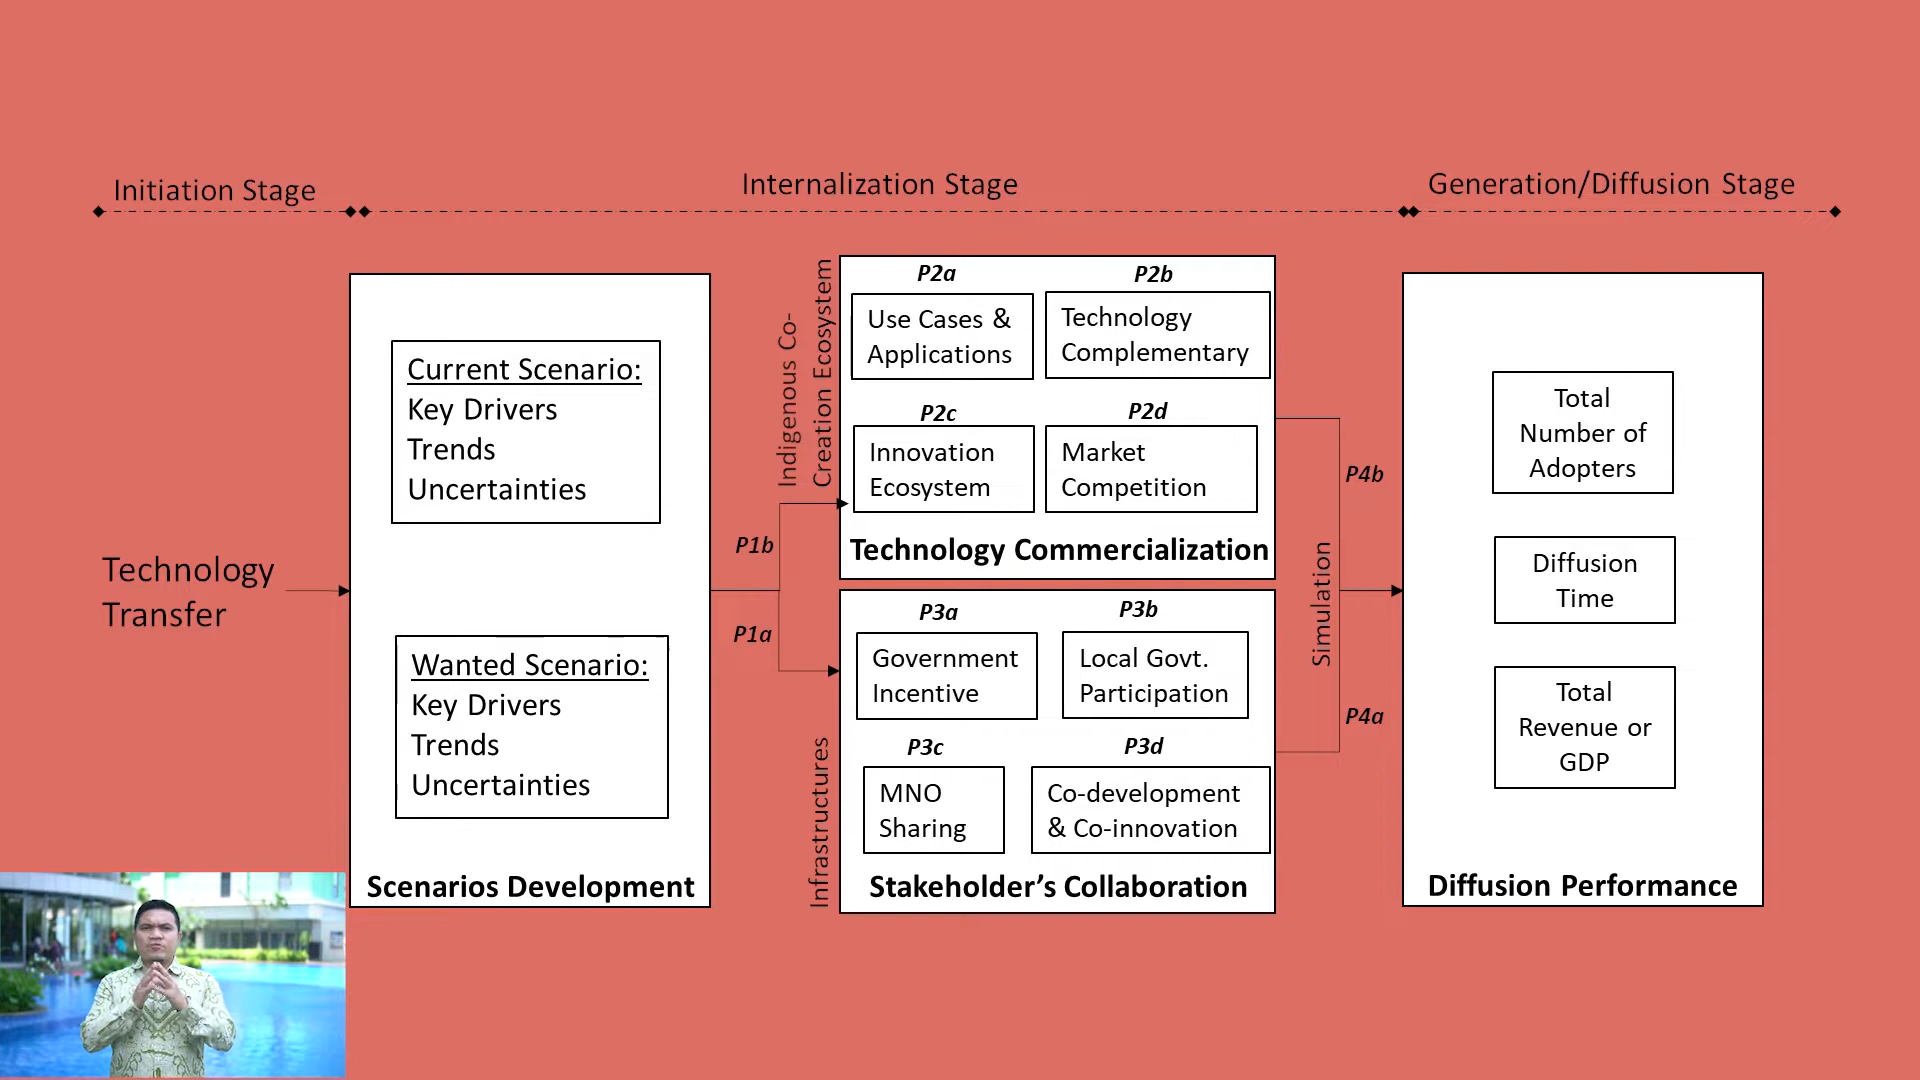 Initiation Stage
Internalization Stage
Generation/Diffusion Stage
Technology
Transfer
Current Scenario:
Key Drivers
Trends
Uncertainties
Wanted Scenario:
Key Drivers
Trends
Uncertainties
Scenarios Development
P1b
P1a
Indigenous Co-
Creation Ecosystem
P2a
Use Cases &
Applications
P2b
Technology
Complementary
P2c
Innovation
Ecosystem
P2d
Market
Competition
Technology Commercialization
Infrastructures
P3a
Government
Incentive
P3b
Local Govt.
Participation
P3c
MNO
Sharing
P3d
Co-development
& Co-innovation
Stakeholder’s Collaboration
Simulation
P4b
P4a
Total
Number of
Adopters
Diffusion
Time
Total
Revenue or
GDP
Diffusion Performance